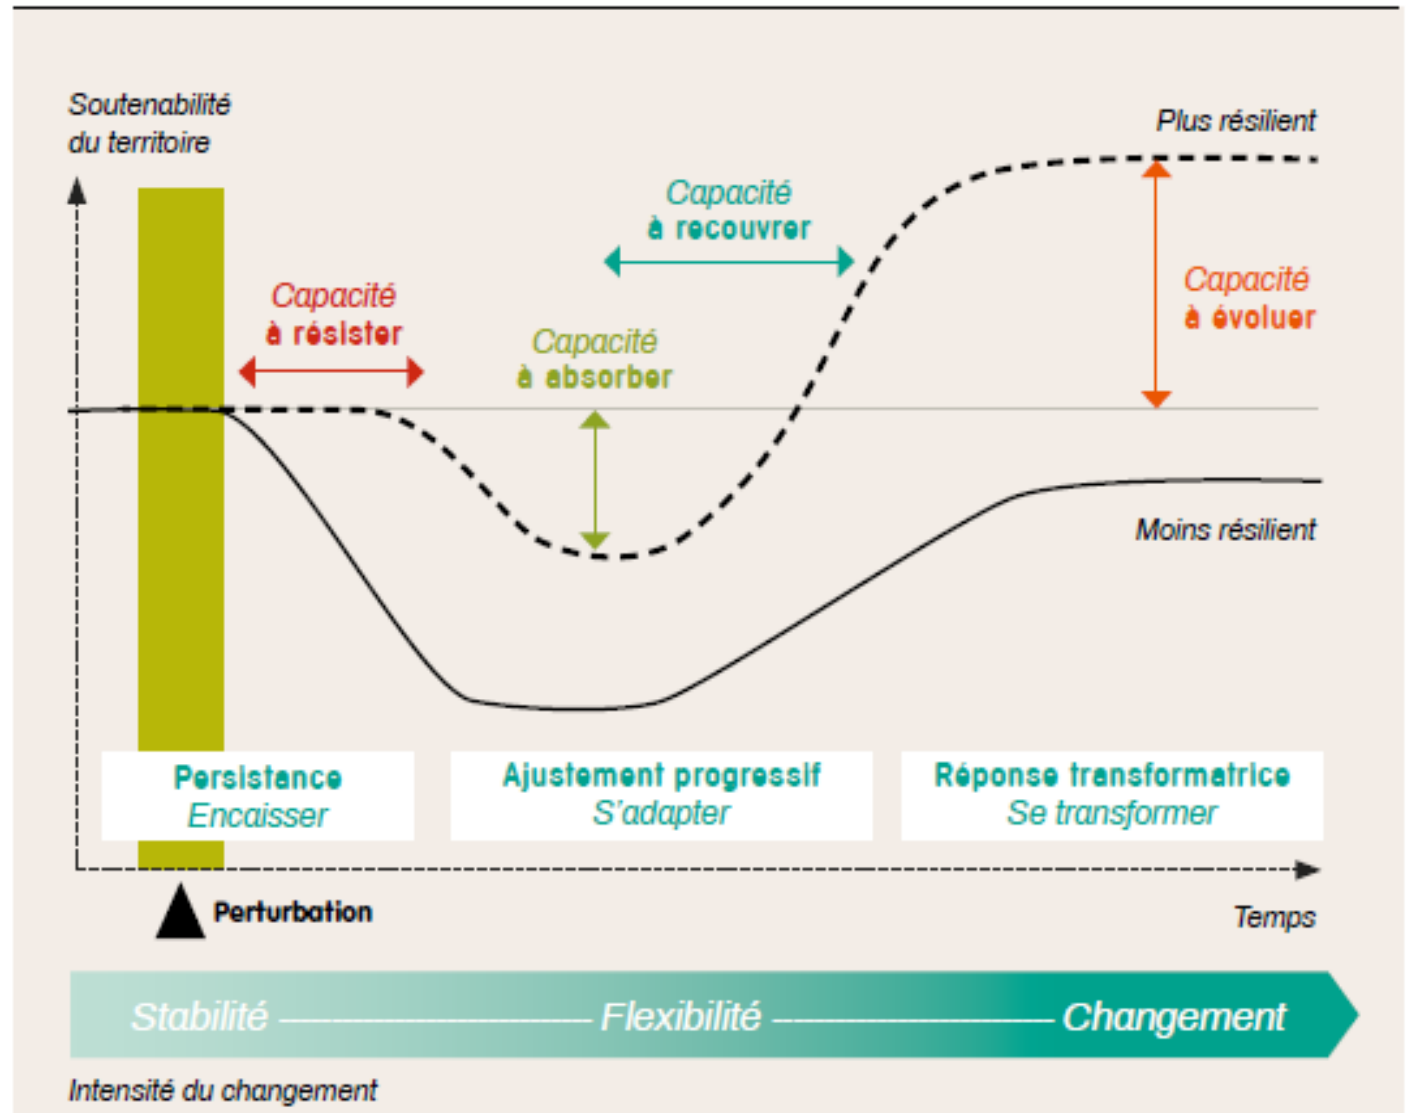 Soutenabilité
du territoire
Plus résilient
Capacité
à recouvrer
Capacité
à évoluer
Capacité
à résister
Capacité
à absorber
Moins résilient
Persistance
Encaisser
Ajustement progressif
S'adapter
Réponse transformatrice
Se transformer
Perturbation
Temps
Stabilité
Flexibilité
Changement
Intensité du changement